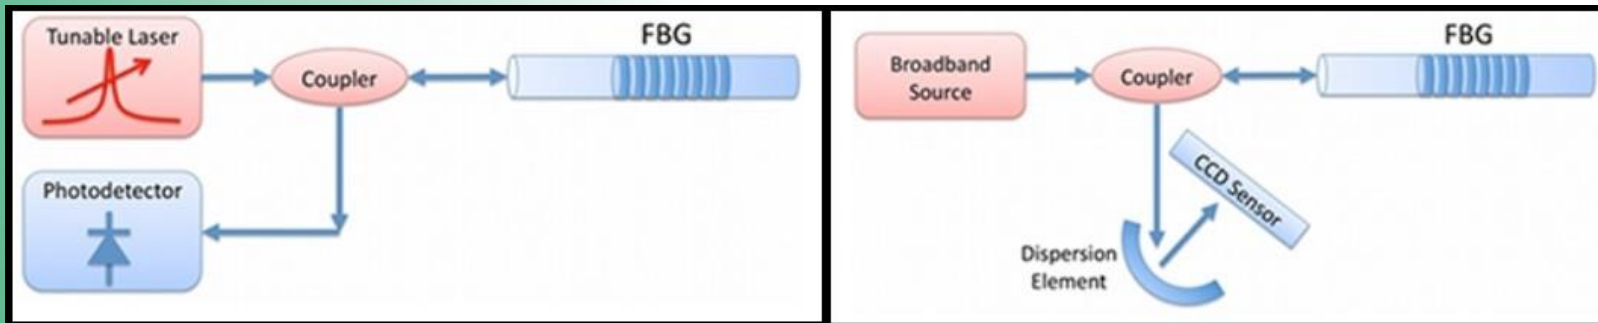 Tunable Laser
Coupler
FBG
Photodetector
Broadband
Source
Coupler
FBG
CCD Sensor
Dispersion
Element